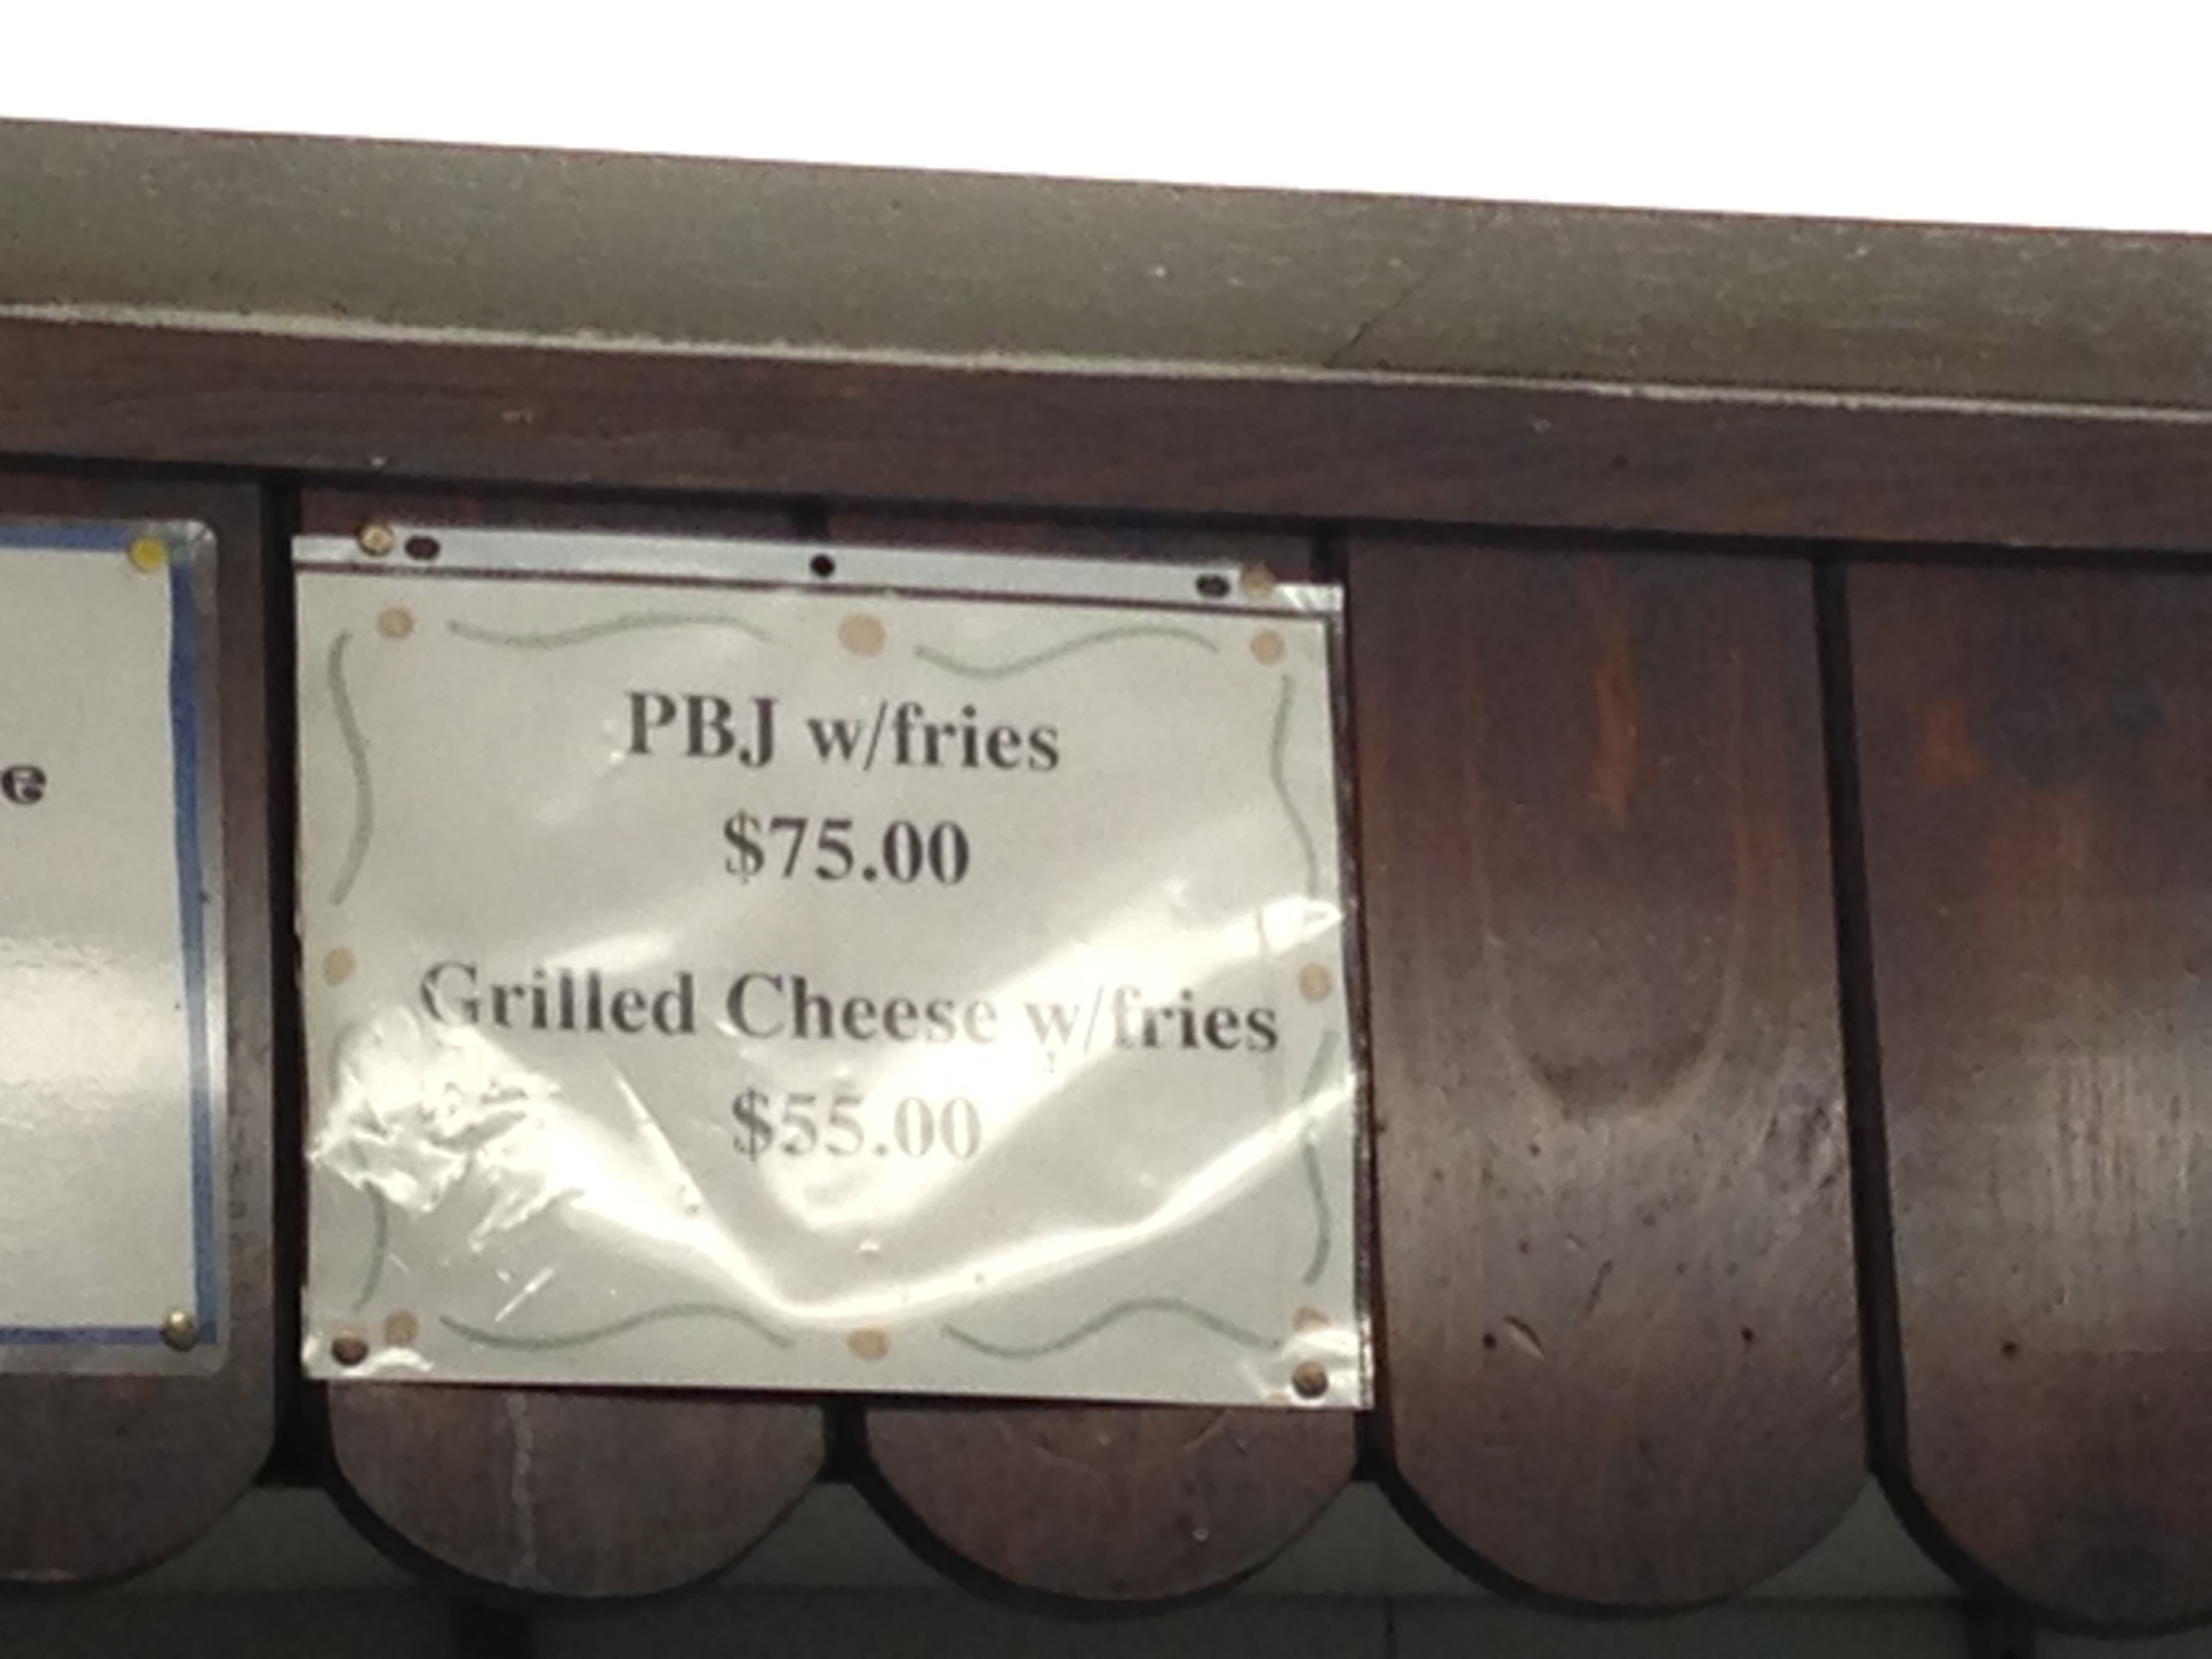 PBJ w/fries
$75.00
Grilled Cheese w/fries
$55.00